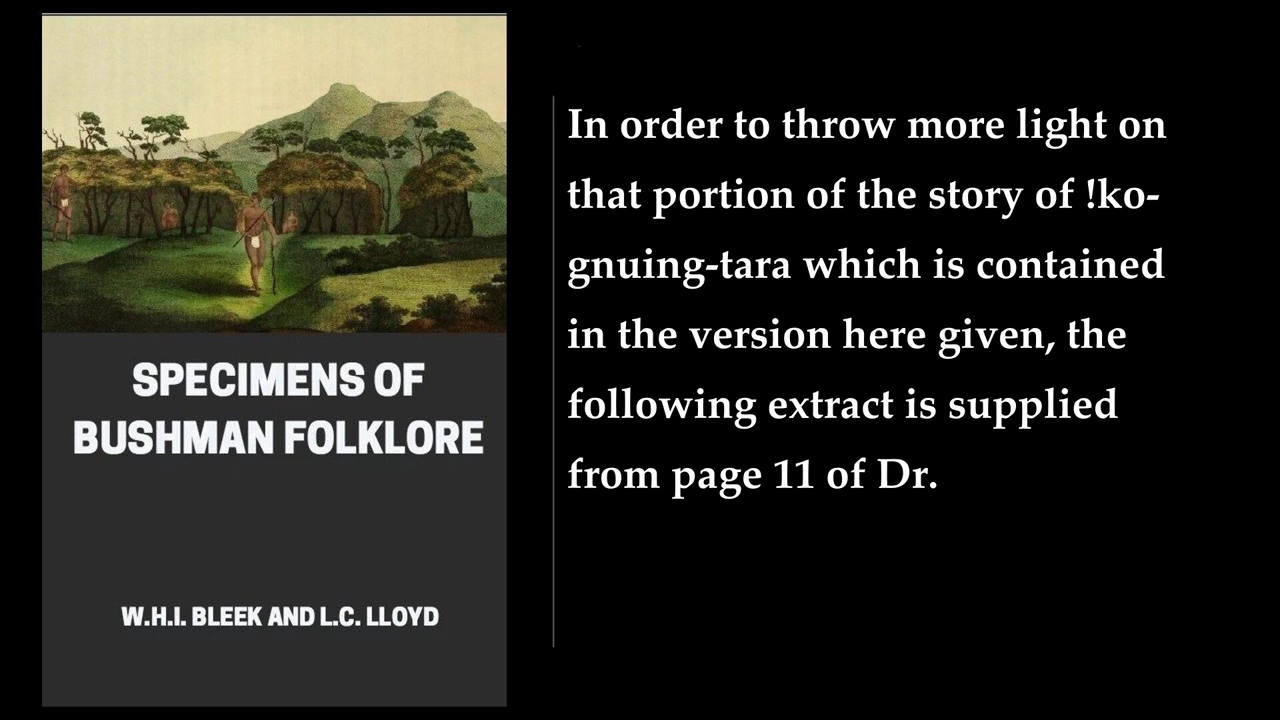 SPECIMENS OF
BUSHMAN FOLKLORE
W.H.I. BLEEK AND L.C. LLOYD
In order to throw more light on
that portion of the story of !ko-
gnuing-tara which is contained
in the version here given, the
following extract is supplied
from page 11 of Dr.